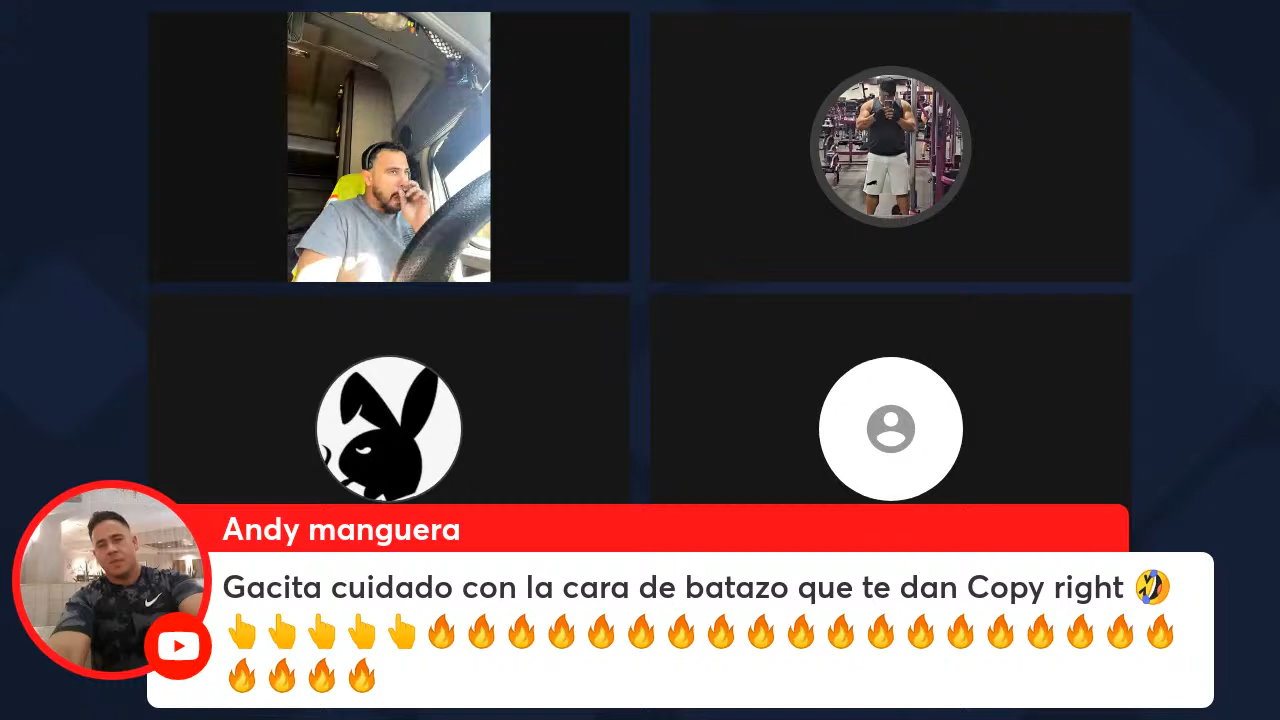 Andy manguera
Gacita cuidado con la cara de batazo que te dan Copy right 🤣
👆👆👆👆👆🔥🔥🔥🔥🔥🔥🔥🔥🔥🔥🔥🔥🔥🔥🔥🔥🔥🔥🔥
🔥🔥🔥🔥